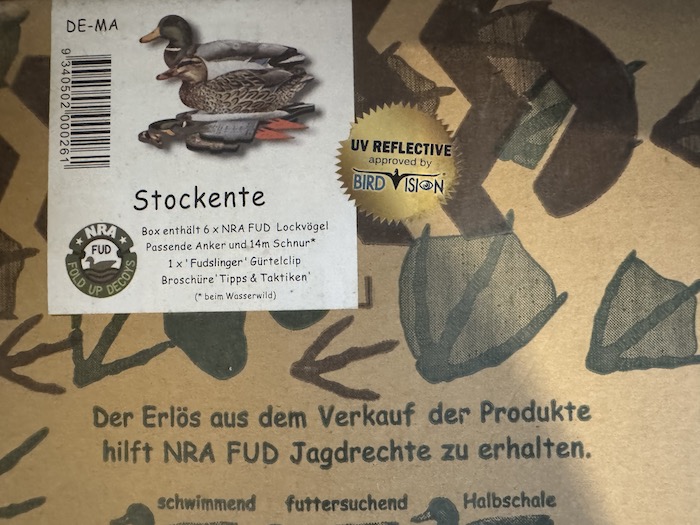 DE-MA
9 340502 000261
UV REFLECTIVE
approved by
BIRD VISION
Stockente
Box enthält 6 x NRA FUD Lockvögel
Passende Anker und 14m Schnur*
1 x 'Fudslinger' Gürtelclip
Broschüre' Tipps & Taktiken'
(* beim Wasserwild)
NRA
FUD
FOLD UP DECOYS
Der Erlös aus dem Verkauf der Produkte
hilft NRA FUD Jagdrechte zu erhalten.
schwimmend futtersuchend Halbschale